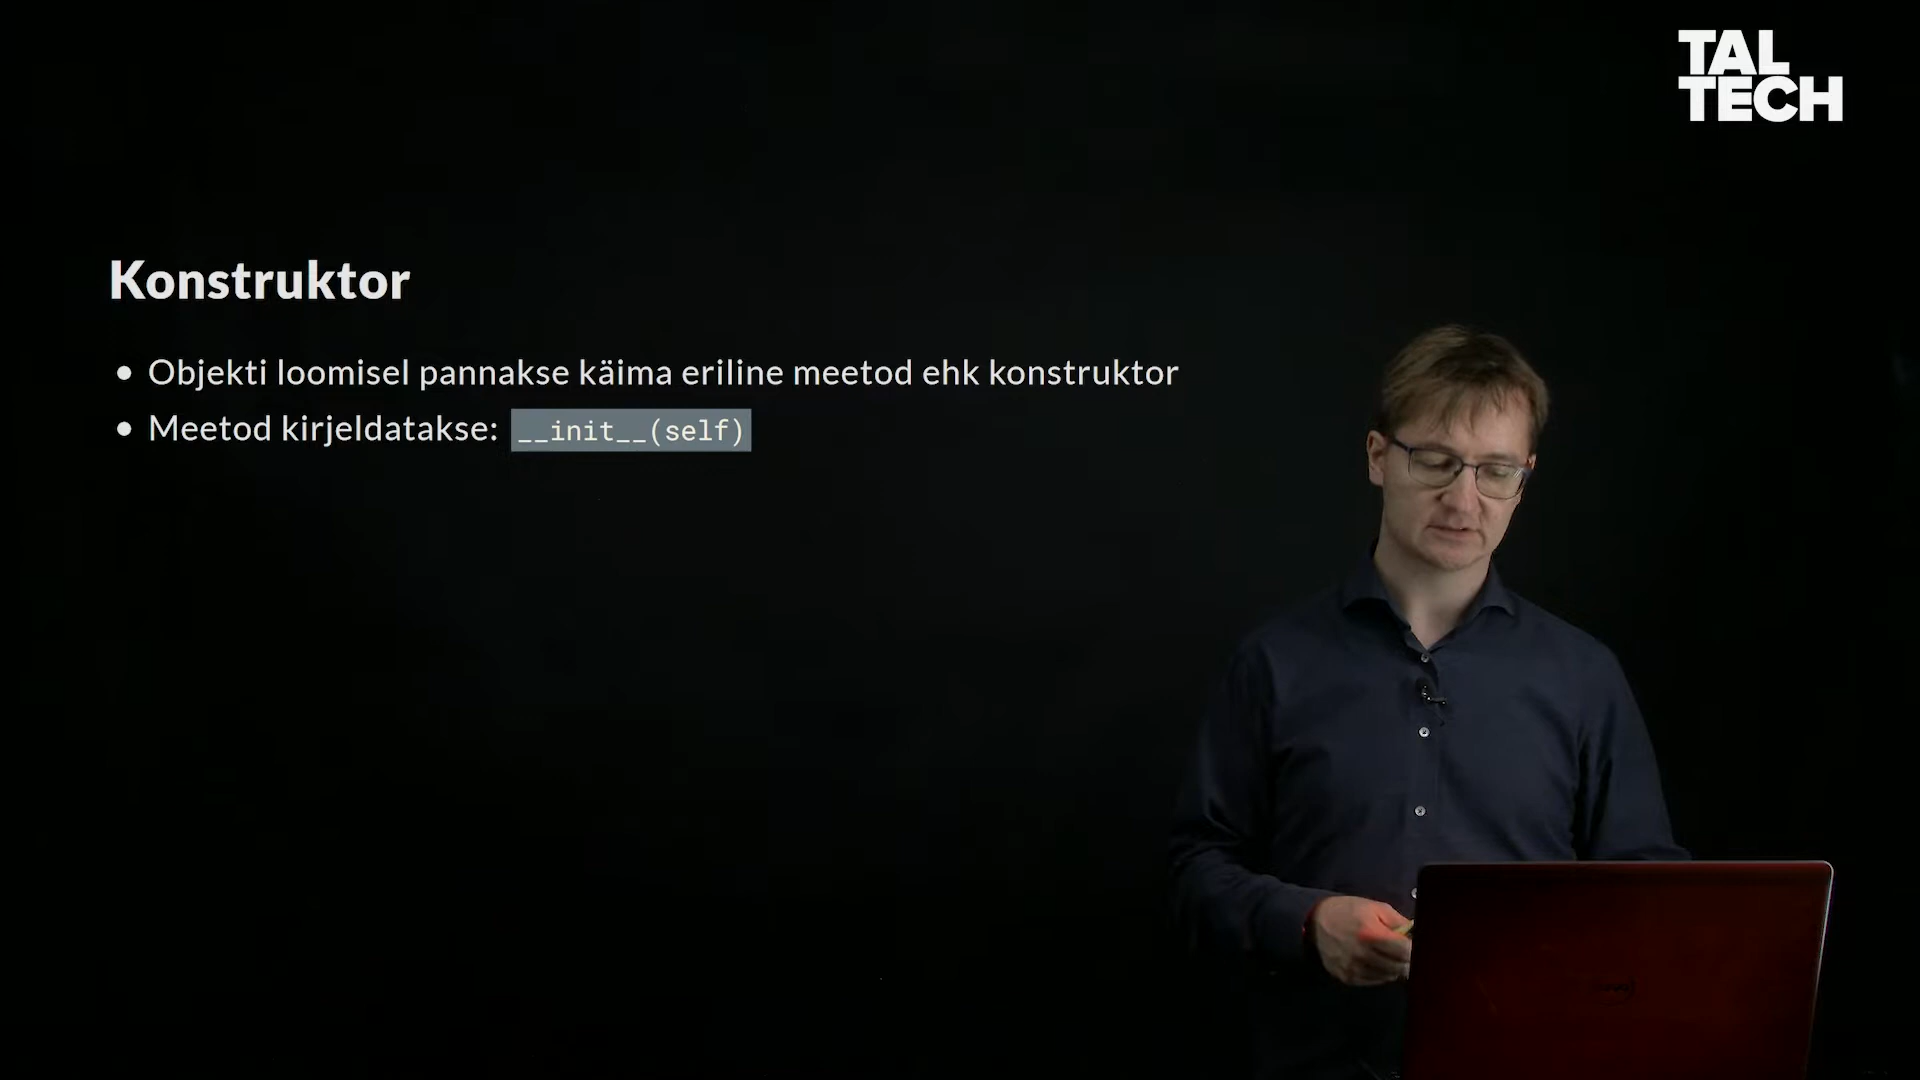 TAL
TECH
Konstruktor
Objekti loomisel pannakse käima eriline meetod ehk konstruktor
Meetod kirjeldatakse: __init__(self)